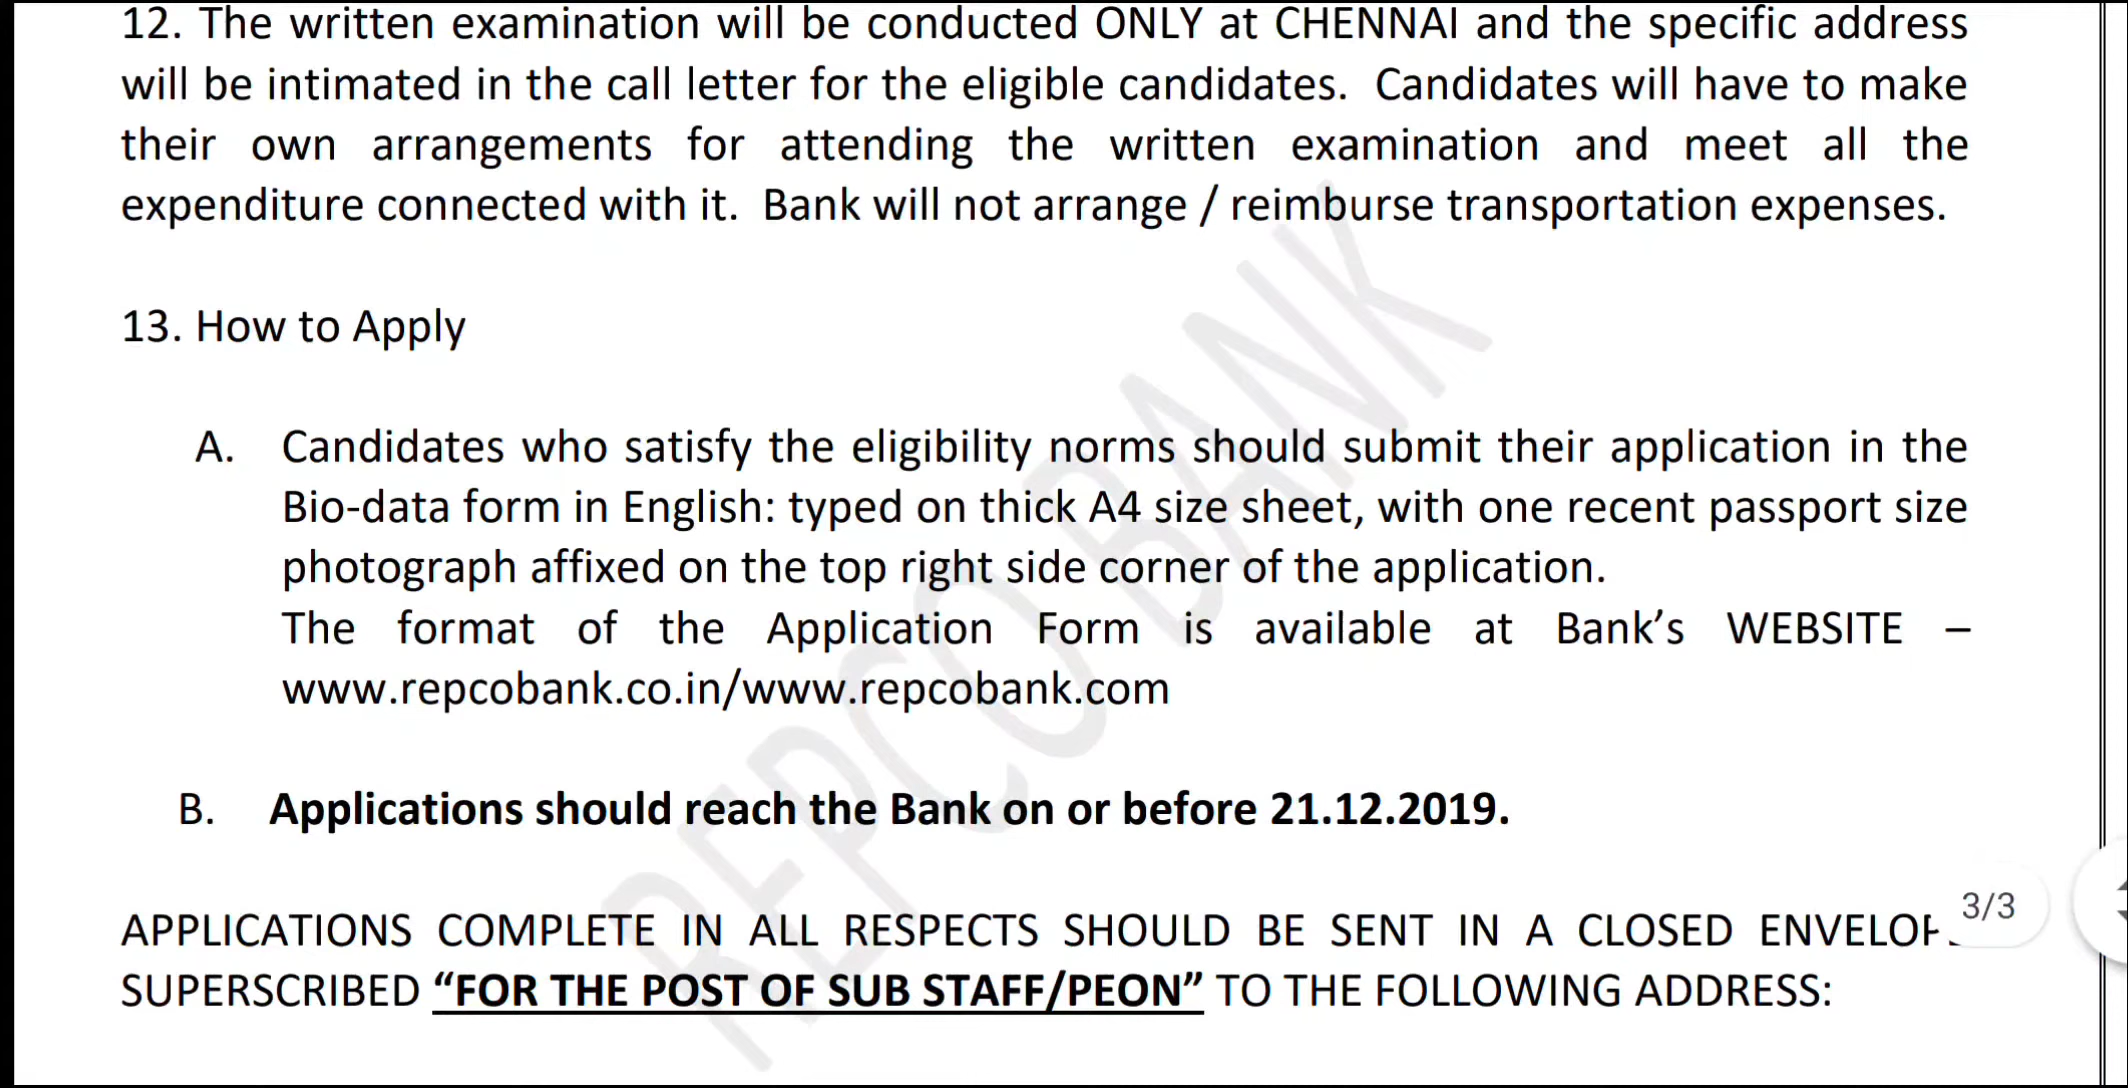 12. The written examination will be conducted ONLY at CHENNAI and the specific address
will be intimated in the call letter for the eligible candidates. Candidates will have to make
their own arrangements for attending the written examination and meet all the
expenditure connected with it. Bank will not arrange / reimburse transportation expenses.
13. How to Apply
A. Candidates who satisfy the eligibility norms should submit their application in the
Bio-data form in English: typed on thick A4 size sheet, with one recent passport size
photograph affixed on the top right side corner of the application.
The format of the Application Form is available at Bank’s WEBSITE –
www.repcobank.co.in/www.repcobank.com
B. Applications should reach the Bank on or before 21.12.2019.
APPLICATIONS COMPLETE IN ALL RESPECTS SHOULD BE SENT IN A CLOSED
3/3
SUPERSCRIBED “FOR THE POST OF SUB STAFF/PEON” TO THE FOLLOWING ADDRESS:
REPCO BANK